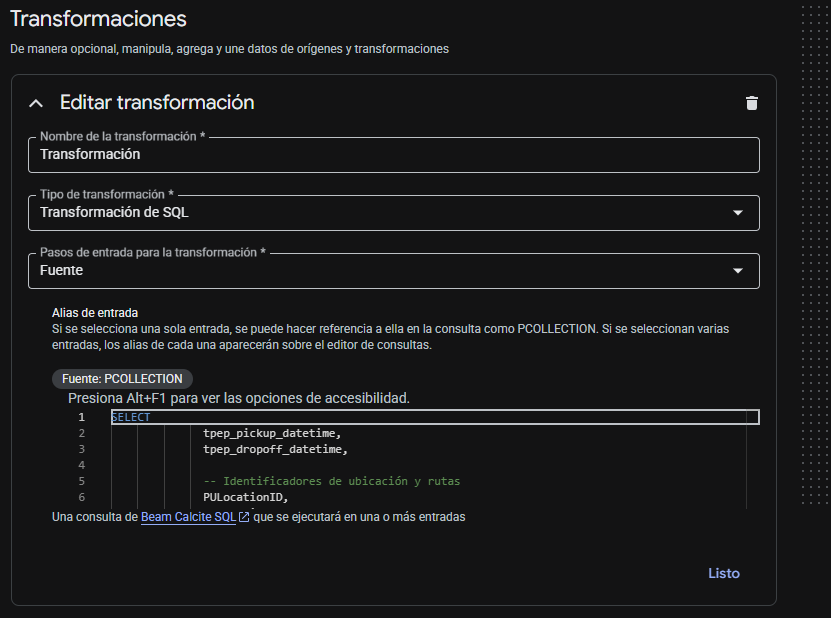 Transformaciones
De manera opcional, manipula, agrega y une datos de orígenes y transformaciones
Editar transformación
Nombre de la transformación *
Transformación
Tipo de transformación *
Transformación de SQL
Pasos de entrada para la transformación *
Fuente
Alias de entrada
Si se selecciona una sola entrada, se puede hacer referencia a ella en la consulta como PCOLLECTION. Si se seleccionan varias
entradas, los alias de cada una aparecerán sobre el editor de consultas.
Fuente: PCOLLECTION
Presiona Alt+F1 para ver las opciones de accesibilidad.
1 SELECT
2 tpep_pickup_datetime,
3 tpep_dropoff_datetime,
4
5 -- Identificadores de ubicación y rutas
6 PULocationID,
Una consulta de Beam Calcite SQL que se ejecutará en una o más entradas
Listo